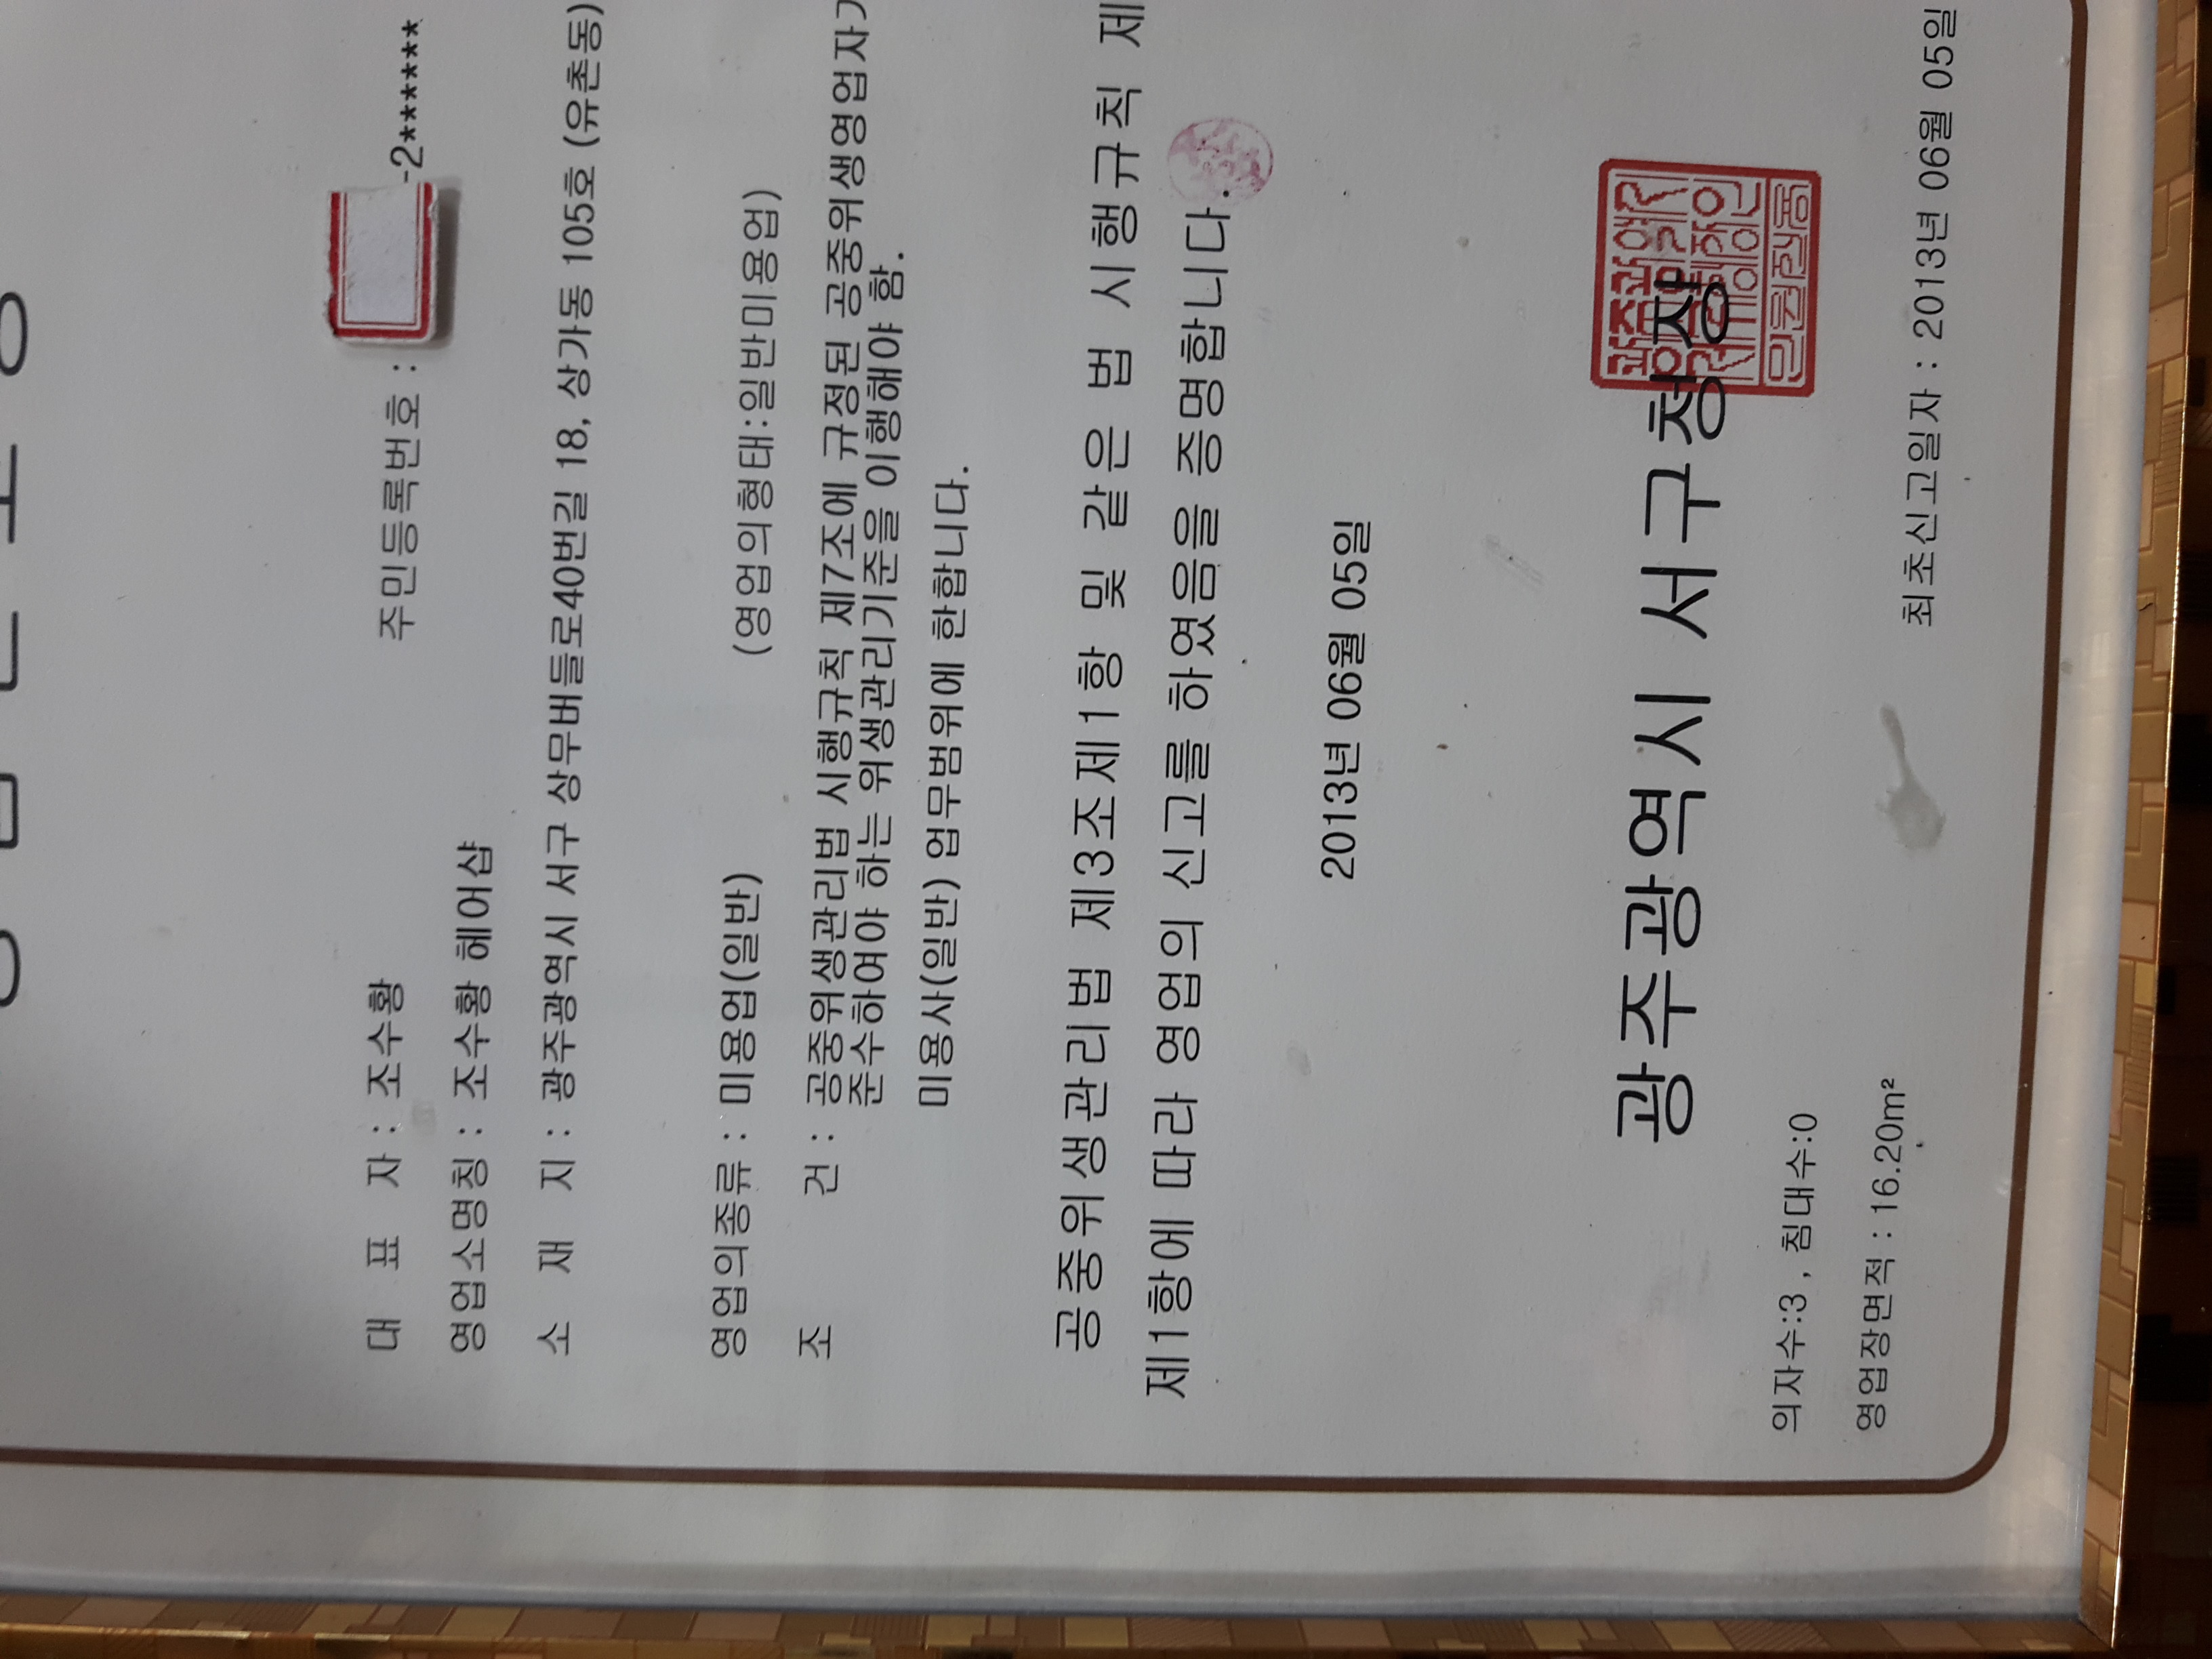 대 표 자 : 조수황 주민등록번호 : -2******
영업소명칭 : 조수황 헤어샵
소 재 지 : 광주광역시 서구 상무버들로40번길 18, 상가동 105호 (유촌동)
영업의종류 : 미용업(일반) (영업의형태:일반미용업)
조 건 : 공중위생관리법 시행규칙 제7조에 규정된 공중위생영업자가
준수하여야 하는 위생관리기준을 이행해야 함.
미용사(일반) 업무범위에 한합니다.
공중위생관리법 제3조제1항 및 같은 법 시행규칙 제
제1항에 따라 영업의 신고를 하였음을 증명합니다.
2013년 06월 05일
광주광역시 서구청장
의자수:3 , 침대수:0
영업장면적 : 16.20m² 최초신고일자 : 2013년 06월 05일